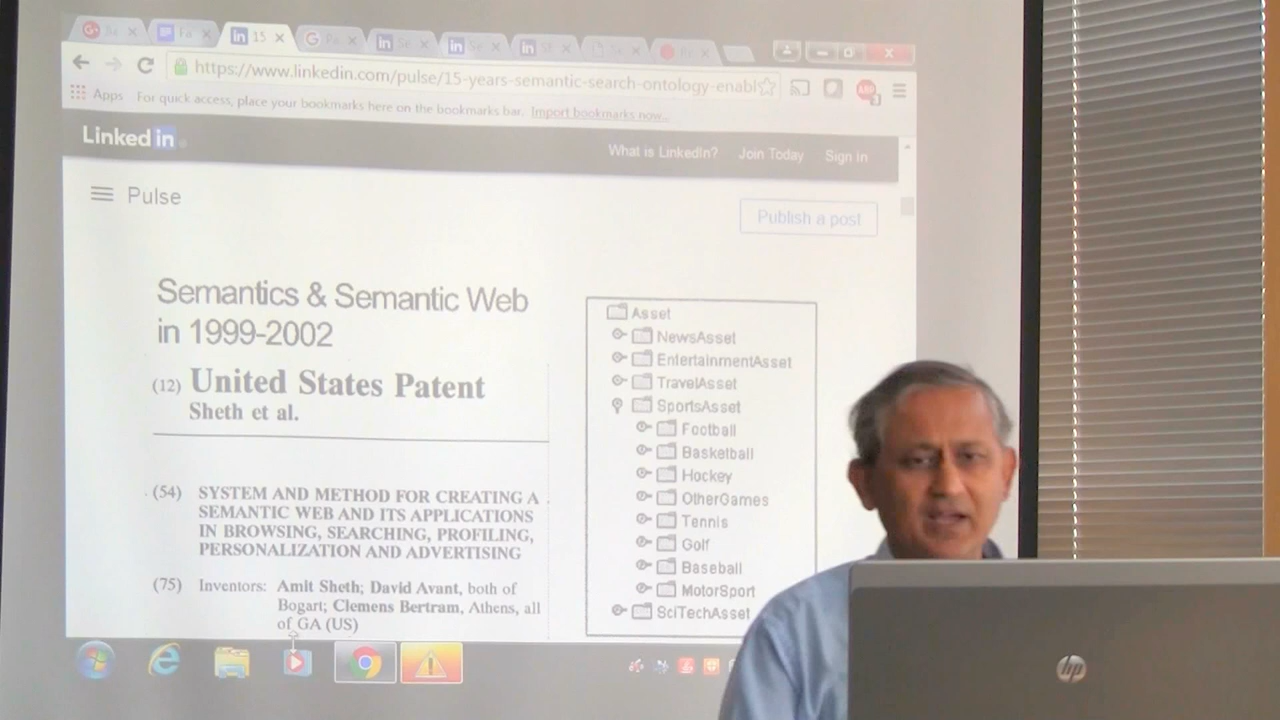 15
https://www.linkedin.com/pulse/15-years-semantic-search-ontology-enabl
Apps For quick access, place your bookmarks here on the bookmarks bar. Import bookmarks now...
Linked in
What is LinkedIn? Join Today Sign In
Pulse
Publish a post
Semantics & Semantic Web
in 1999-2002
(12) United States Patent
Sheth et al.
(54) SYSTEM AND METHOD FOR CREATING A
SEMANTIC WEB AND ITS APPLICATIONS
IN BROWSING, SEARCHING, PROFILING,
PERSONALIZATION AND ADVERTISING
(75) Inventors: Amit Sheth; David Avant, both of
Bogart; Clemens Bertram, Athens, all
of GA (US)
Asset
NewsAsset
EntertainmentAsset
TravelAsset
SportsAsset
Football
Basketball
Hockey
OtherGames
Tennis
Golf
Baseball
MotorSport
SciTechAsset
hp